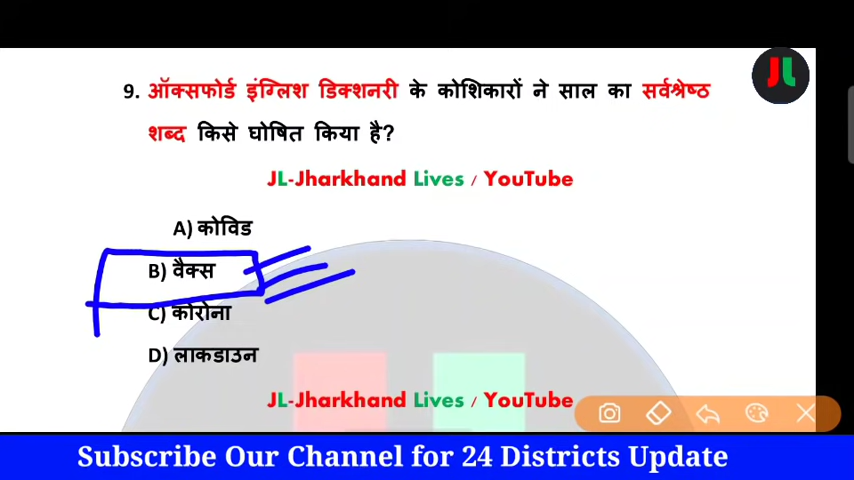 JL
9. ऑक्सफोर्ड इंग्लिश डिक्शनरी के कोशिकारों ने साल का सर्वश्रेष्ठ
शब्द किसे घोषित किया है?
JL-Jharkhand Lives / YouTube
A) कोविड
B) वैक्स
C) कोरोना
D) लाकडाउन
JL-Jharkhand Lives / YouTube
Subscribe Our Channel for 24 Districts Update